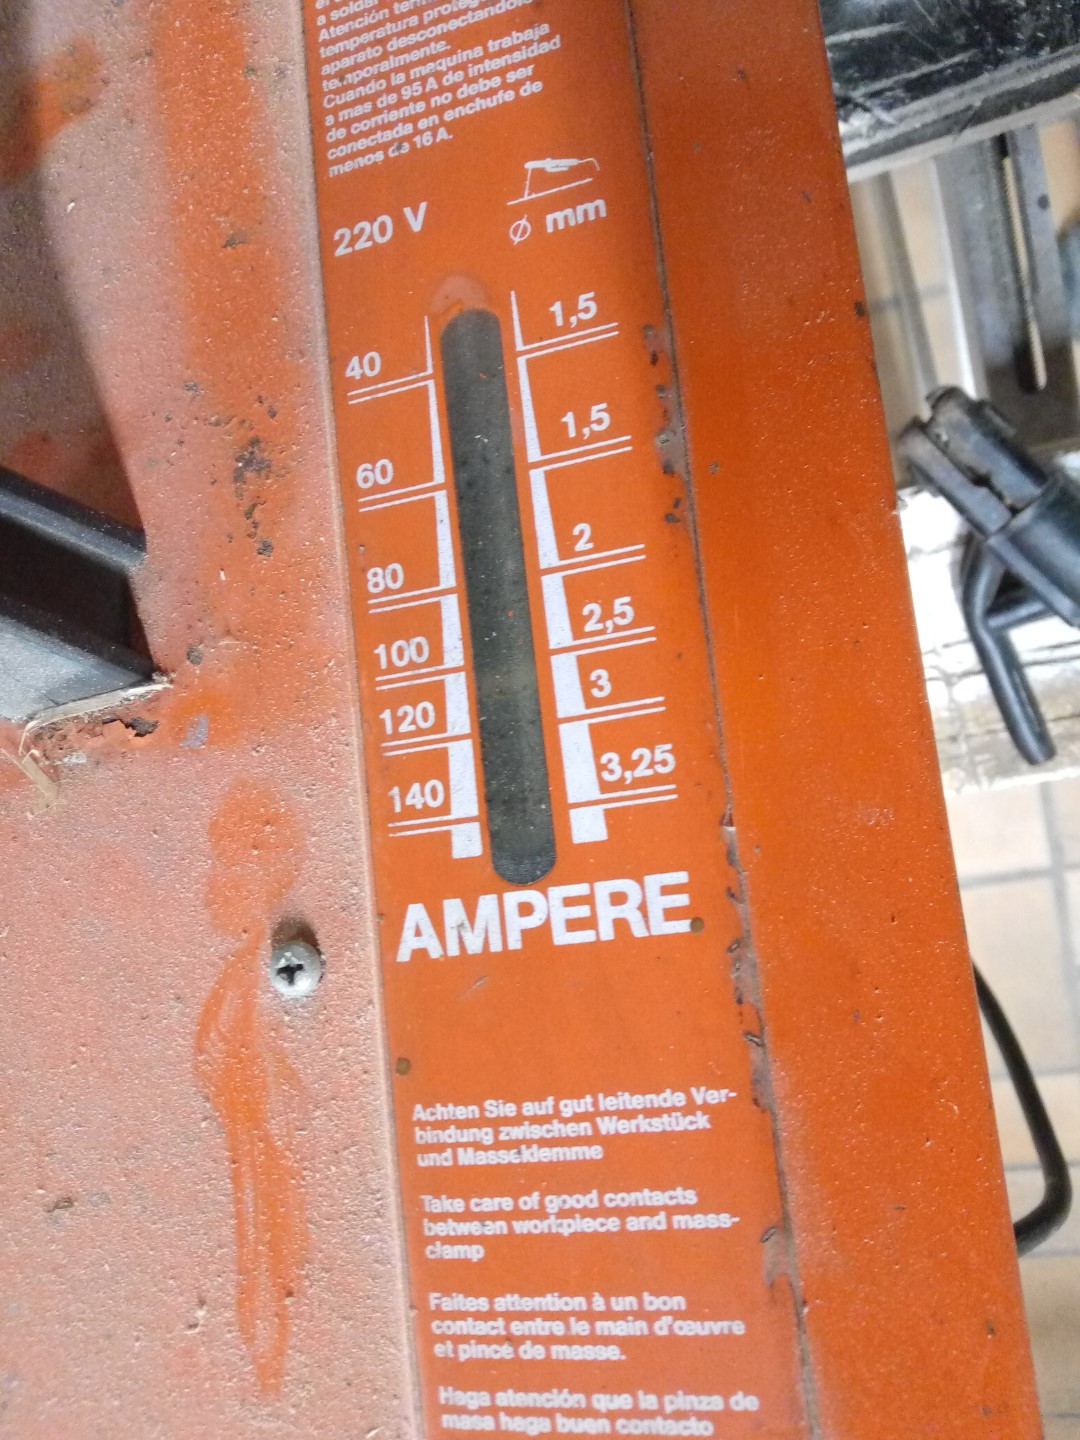 a soldar
Atención
temperatura
aparato desconectandolo
temporalmente.
Cuando la maquina trabaja
a mas de 95 A de intensidad
de corriente no debe ser
conectada en enchufe de
menos de 16 A.
220 V
ø mm
40 1,5
60 1,5
80 2
100 2,5
120 3
140 3,25
AMPERE
Achten Sie auf gut leitende Ver-
bindung zwischen Werkstück
und Masseklemme
Take care of good contacts
between workpiece and mass-
clamp
Faites attention à un bon
contact entre le main d'œuvre
et pince de masse.
Haga atención que la pinza de
masa haga buen contacto